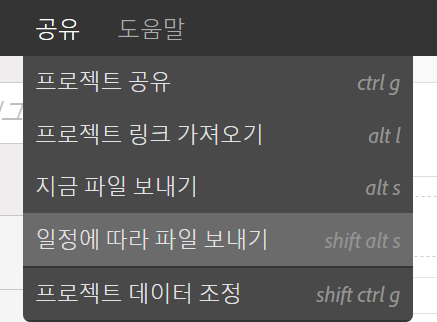 공유 도움말
프로젝트 공유 ctrl g
프로젝트 링크 가져오기 alt l
지금 파일 보내기 alt s
일정에 따라 파일 보내기 shift alt s
프로젝트 데이터 조정 shift ctrl g